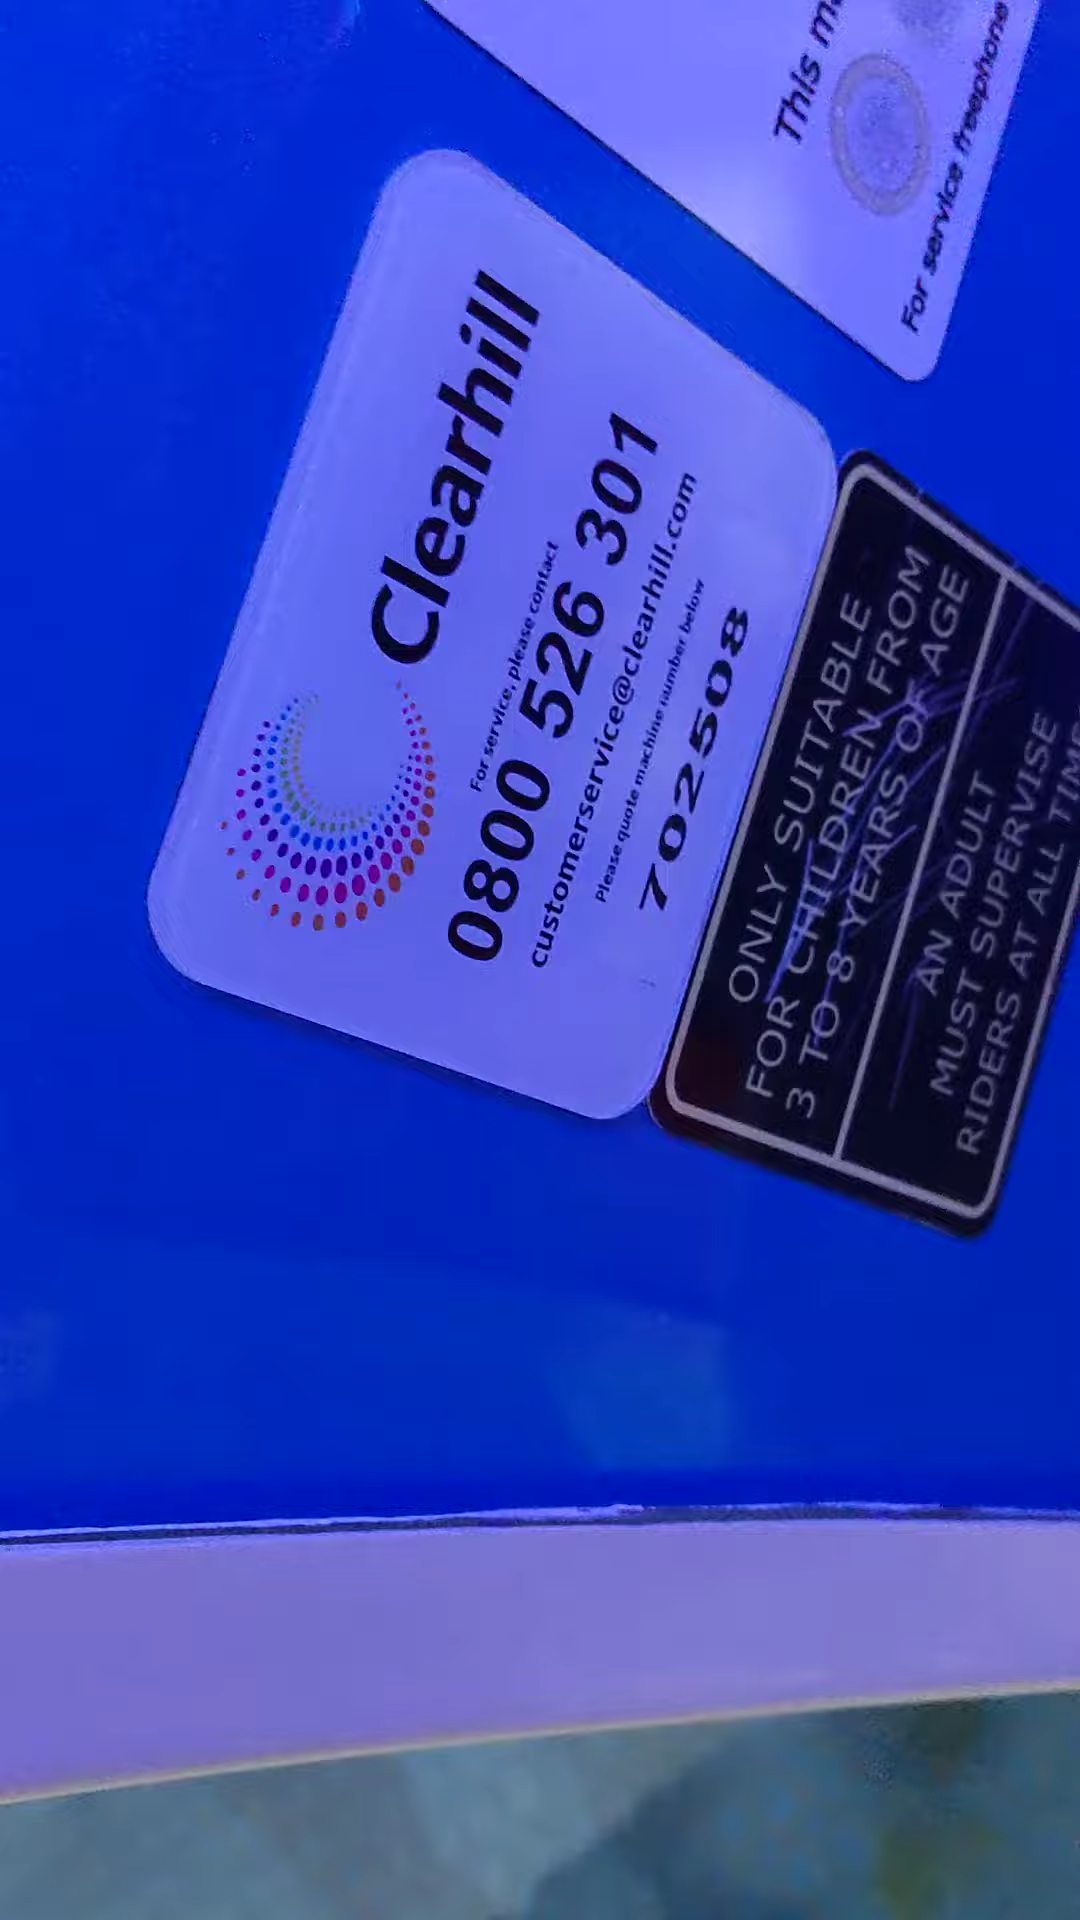 Clearhill
For service, please contact
0800 526 301
customerservice@clearhill.com
Please quote machine number below
702508
ONLY SUITABLE
FOR CHILDREN FROM
3 TO 8 YEARS OF AGE
AN ADULT
MUST SUPERVISE
RIDERS AT ALL TIMES
This
For service freephone